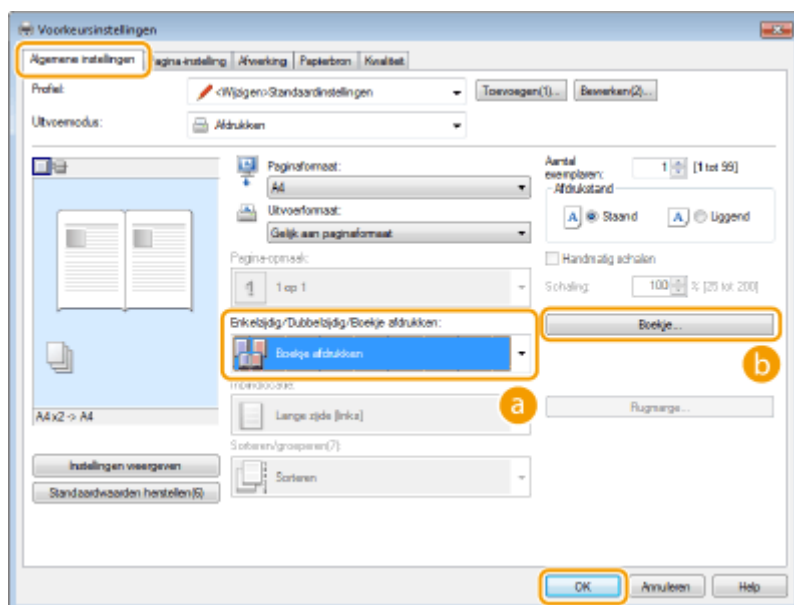 Voorkeursinstellingen
Algemene instellingen Pagina-instelling Afwerking Papierbron Kwaliteit
Profiel: <Wijzigen>Standaardinstellingen Toevoegen(1)... Bewerken(2)...
Uitvoermodus: Afdrukken
Paginaformaat:
A4
Uitvoerformaat:
Gelijk aan paginaformaat
Pagina-opmaak:
1 1 op 1
Enkelzijdig/Dubbelzijdig/Boekje afdrukken:
Boekje afdrukken
a
Inbindlocatie:
Lange zijde [links]
Sorteren/groeperen(7):
Sorteren
Aantal
exemplaren: 1 [1 tot 99]
Afdrukstand
A Staand A Liggend
Handmatig schalen
Schaling: 100 % [25 tot 200]
Boekje...
b
Rugmarge...
A4x2 -> A4
Instellingen weergeven
Standaardwaarden herstellen(6)
OK Annuleren Help